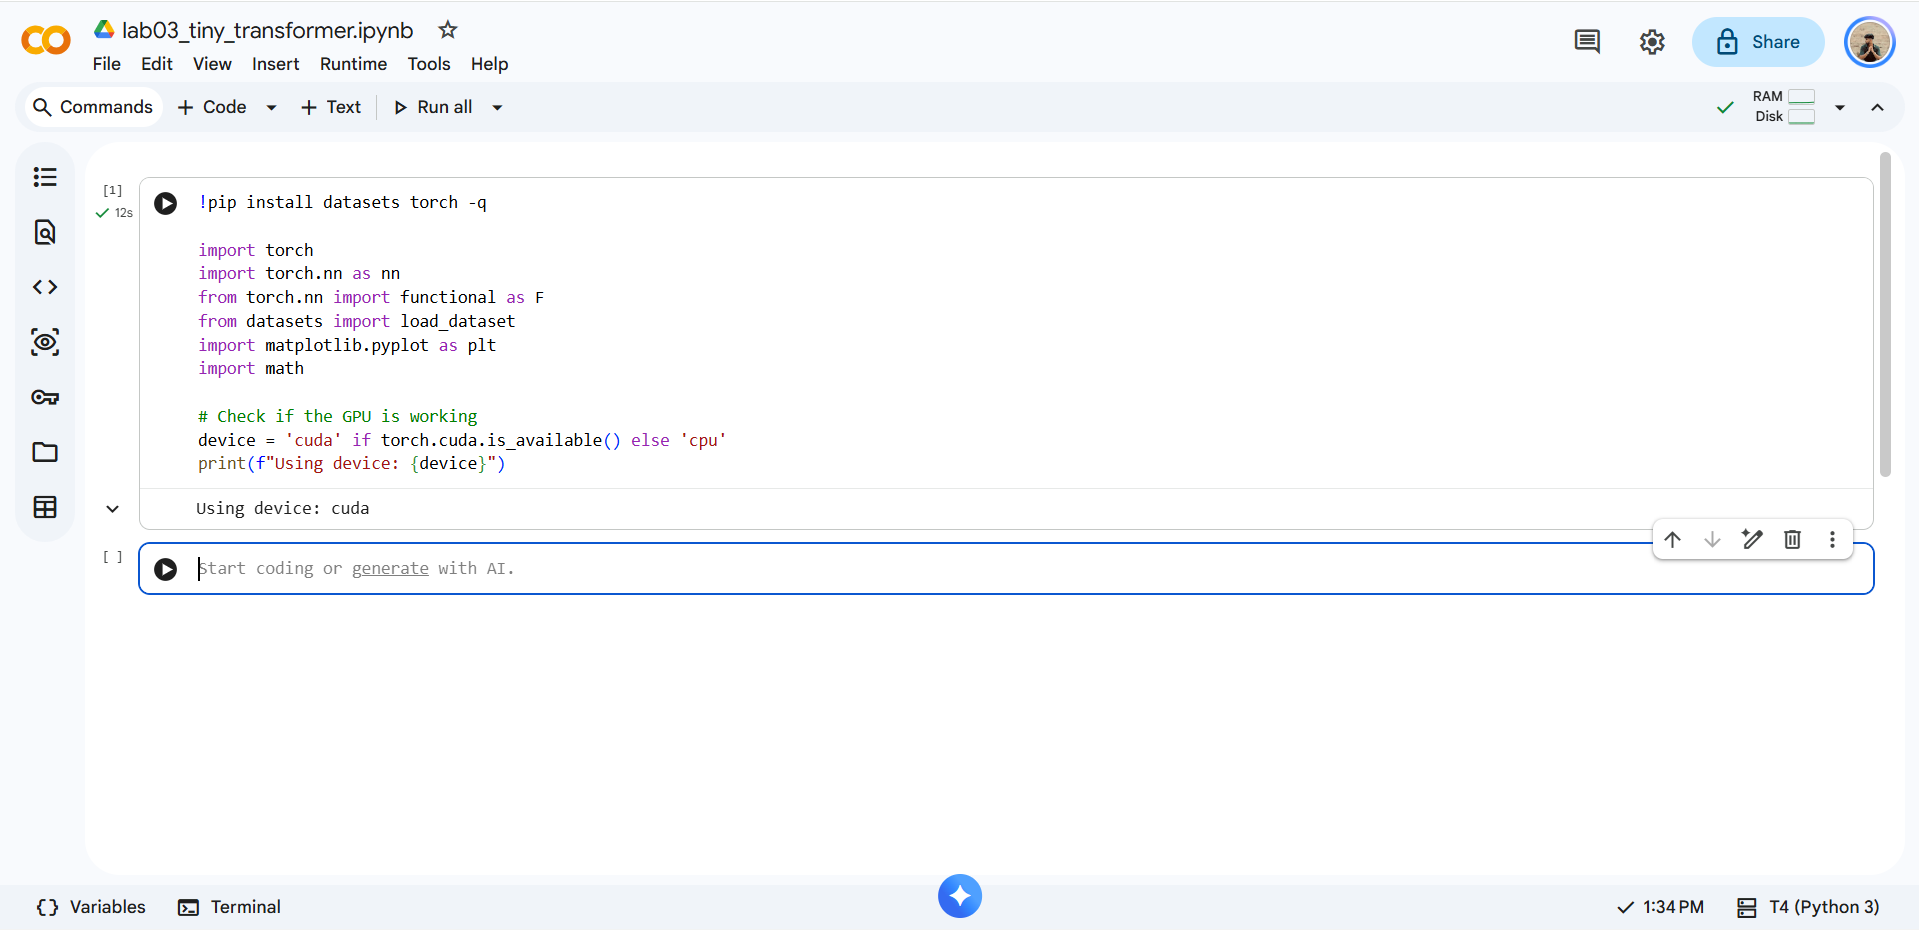 lab03_tiny_transformer.ipynb
File Edit View Insert Runtime Tools Help
Share
Commands + Code + Text Run all
RAM
Disk
[1]
12s
!pip install datasets torch -q
import torch
import torch.nn as nn
from torch.nn import functional as F
from datasets import load_dataset
import matplotlib.pyplot as plt
import math
# Check if the GPU is working
device = 'cuda' if torch.cuda.is_available() else 'cpu'
print(f"Using device: {device}")
Using device: cuda
[ ]
Start coding or generate with AI.
Variables Terminal
1:34 PM T4 (Python 3)